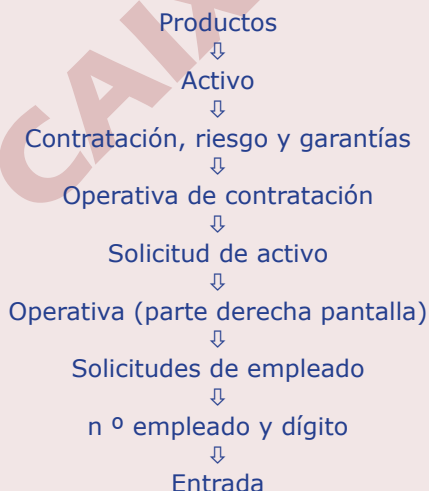 Productos
⇩
Activo
⇩
Contratación, riesgo y garantías
⇩
Operativa de contratación
⇩
Solicitud de activo
⇩
Operativa (parte derecha pantalla)
⇩
Solicitudes de empleado
⇩
n º empleado y dígito
⇩
Entrada